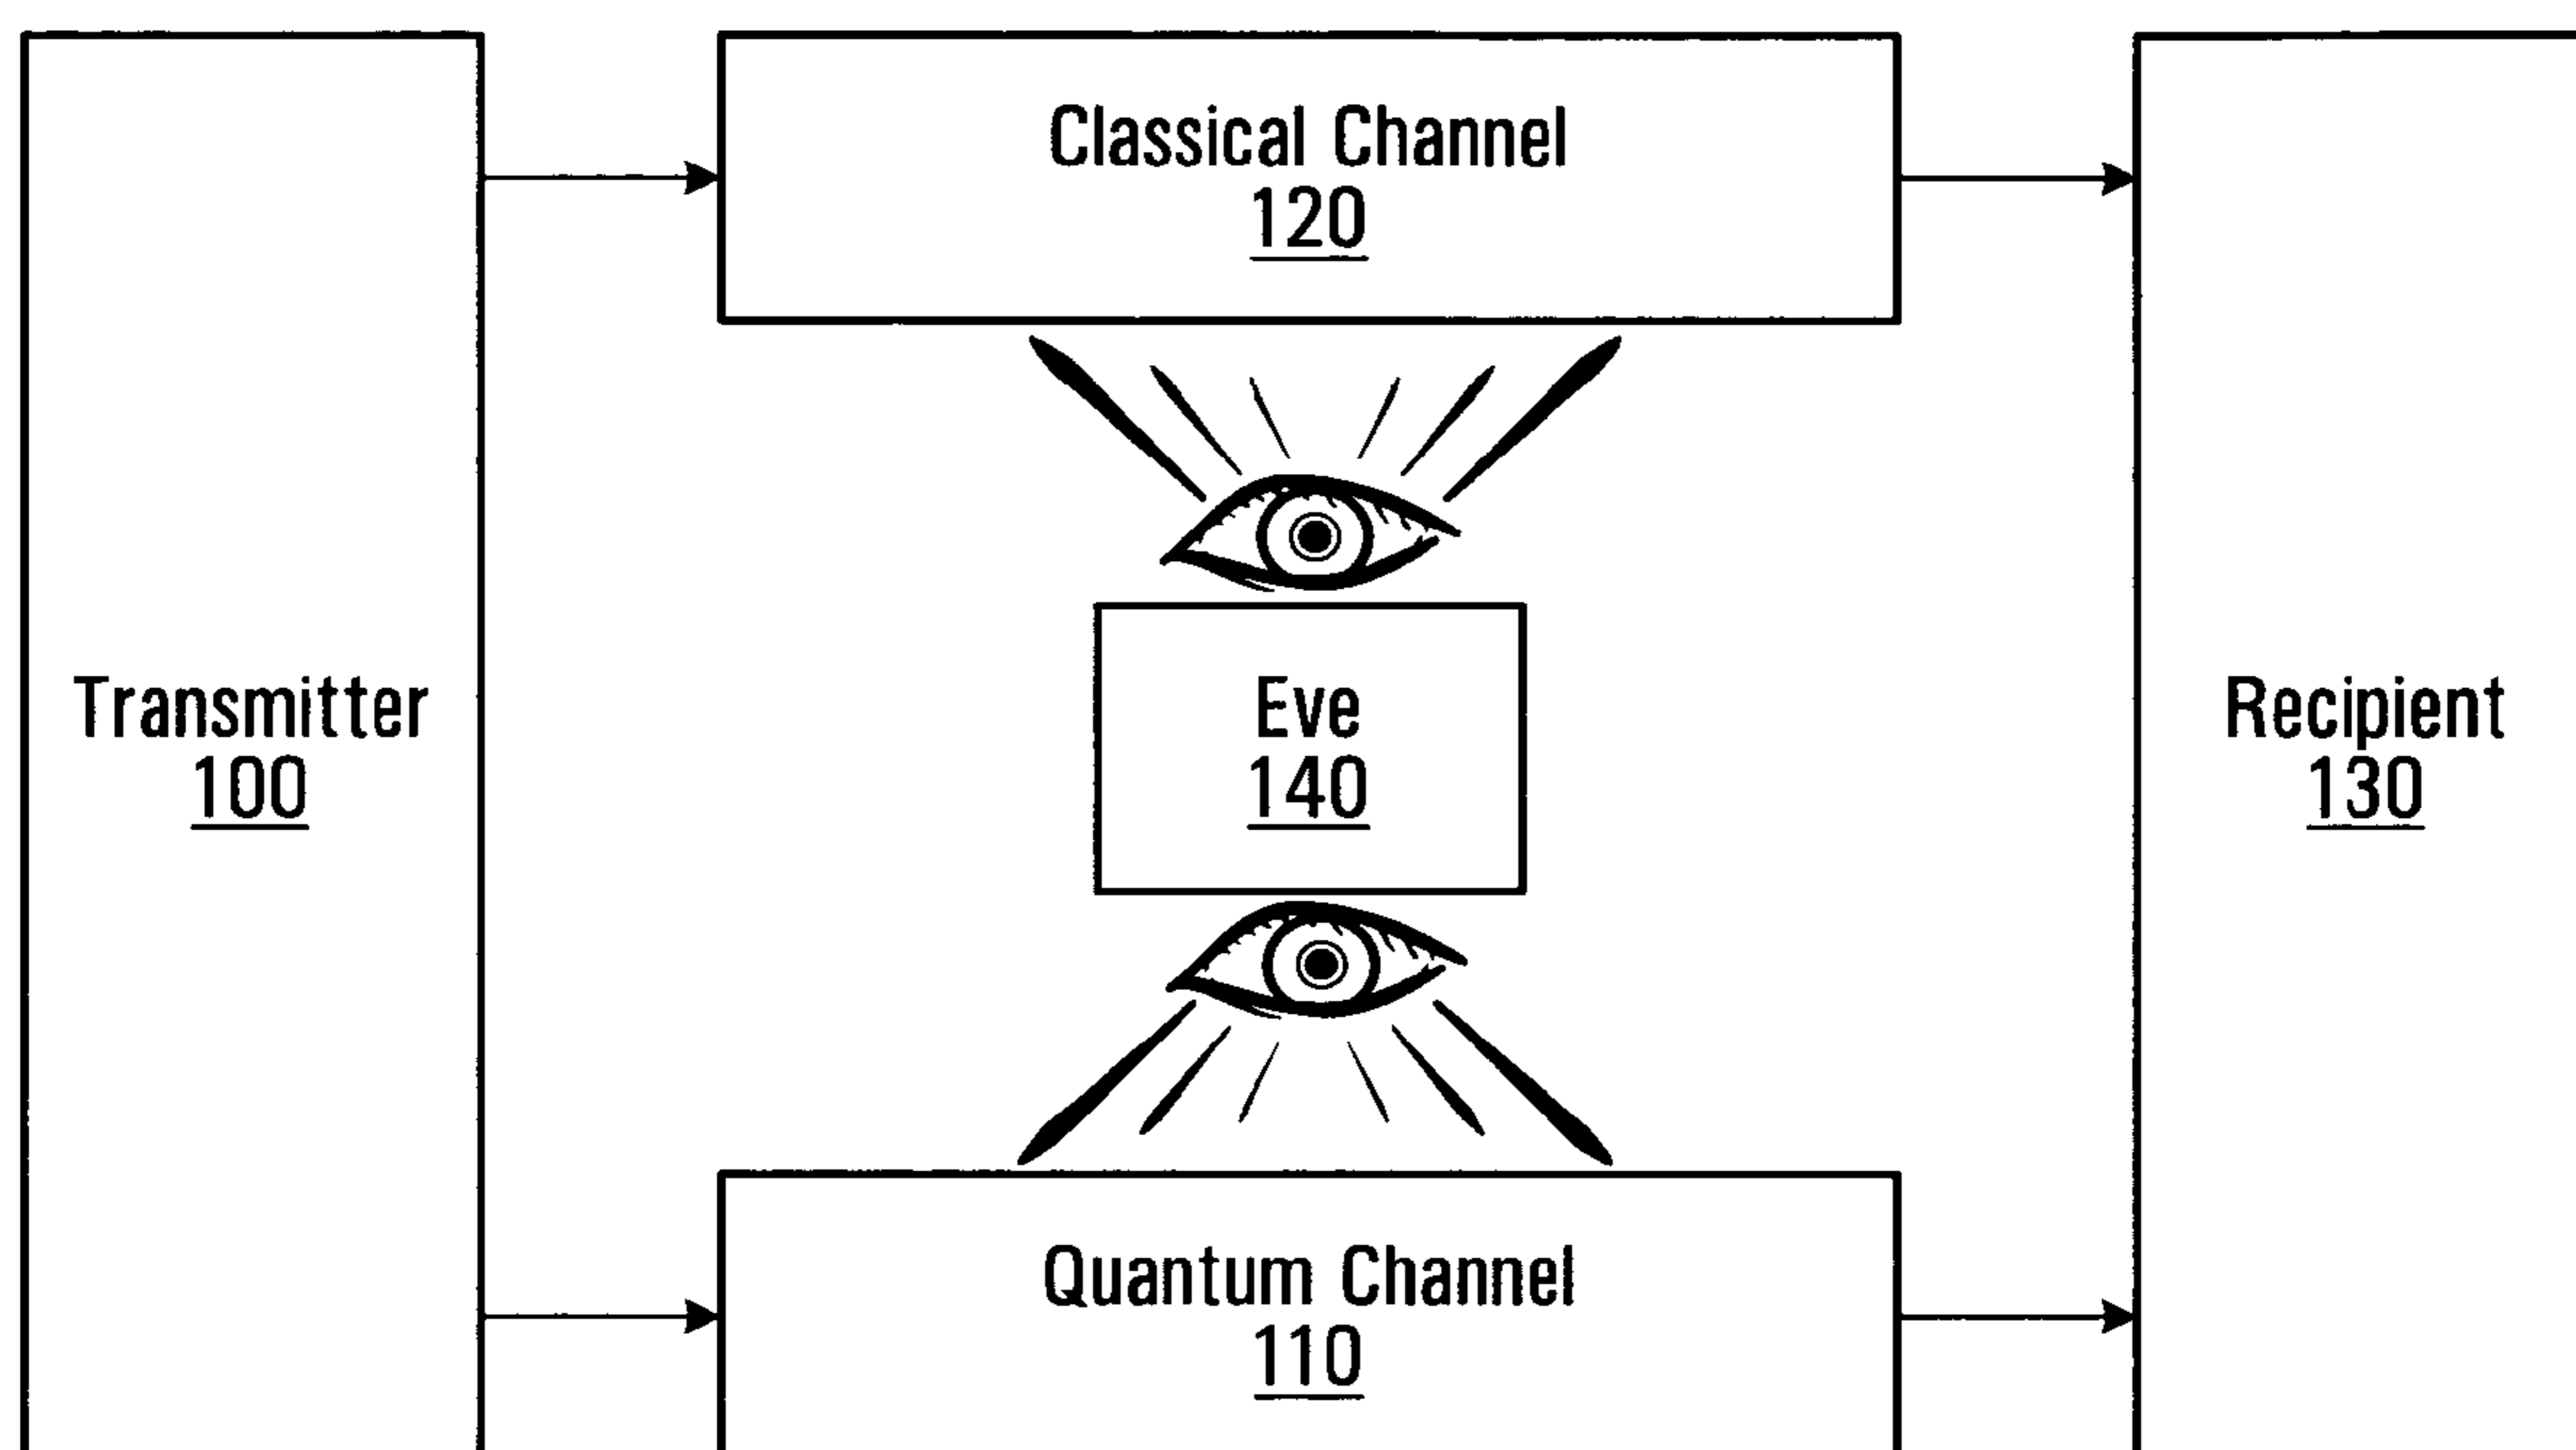 Classical Channel
120
Transmitter
100
Eve
140
Recipient
130
Quantum Channel
110